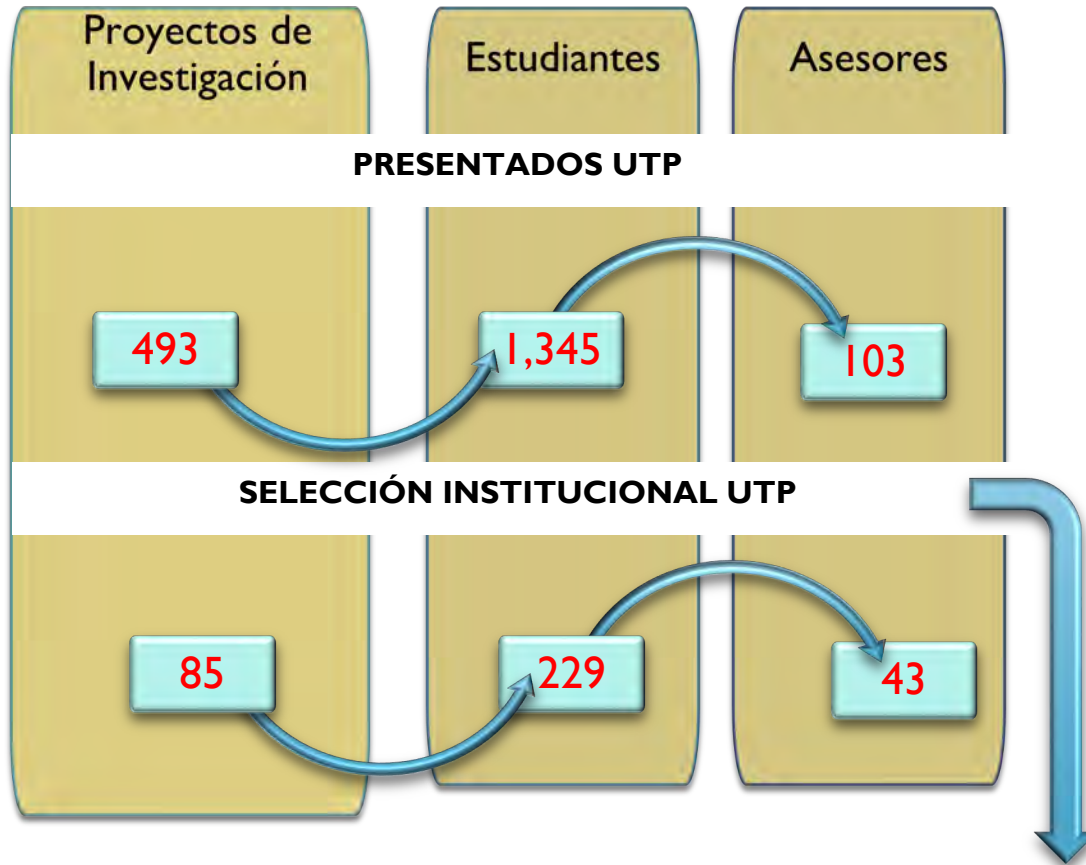 Proyectos de
Investigación
Estudiantes
Asesores
PRESENTADOS UTP
493
1,345
103
SELECCIÓN INSTITUCIONAL UTP
85
229
43